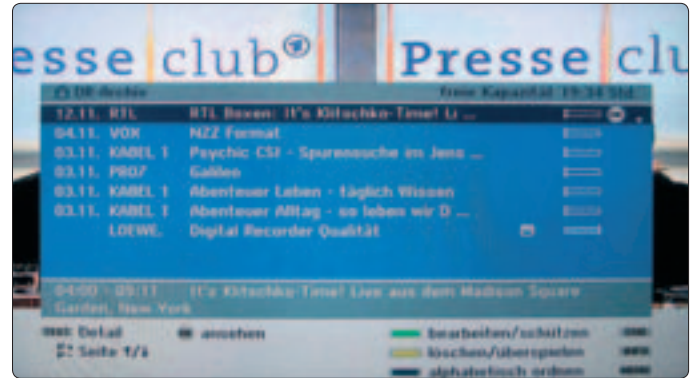 esse club® Presse clu
DR-Archiv freie Kapazität 19:34 Std.
12.11. RTL RTL Boxen: It's Klitschko-Time! Li ...
04.11. VOX NZZ Format
03.11. KABEL 1 Psychic CSI - Spurensuche im Jens ...
03.11. PRO7 Galileo
03.11. KABEL 1 Abenteuer Leben - täglich Wissen
03.11. KABEL 1 Abenteuer Alltag - so leben wir D ...
LOEWE. Digital Recorder Qualität
04:00 - 05:11 It's Klitschko-Time! Live aus dem Madison Square
Garden, New York
Detail ansehen bearbeiten/schützen
Seite löschen/überspielen
alphabetisch ordnen